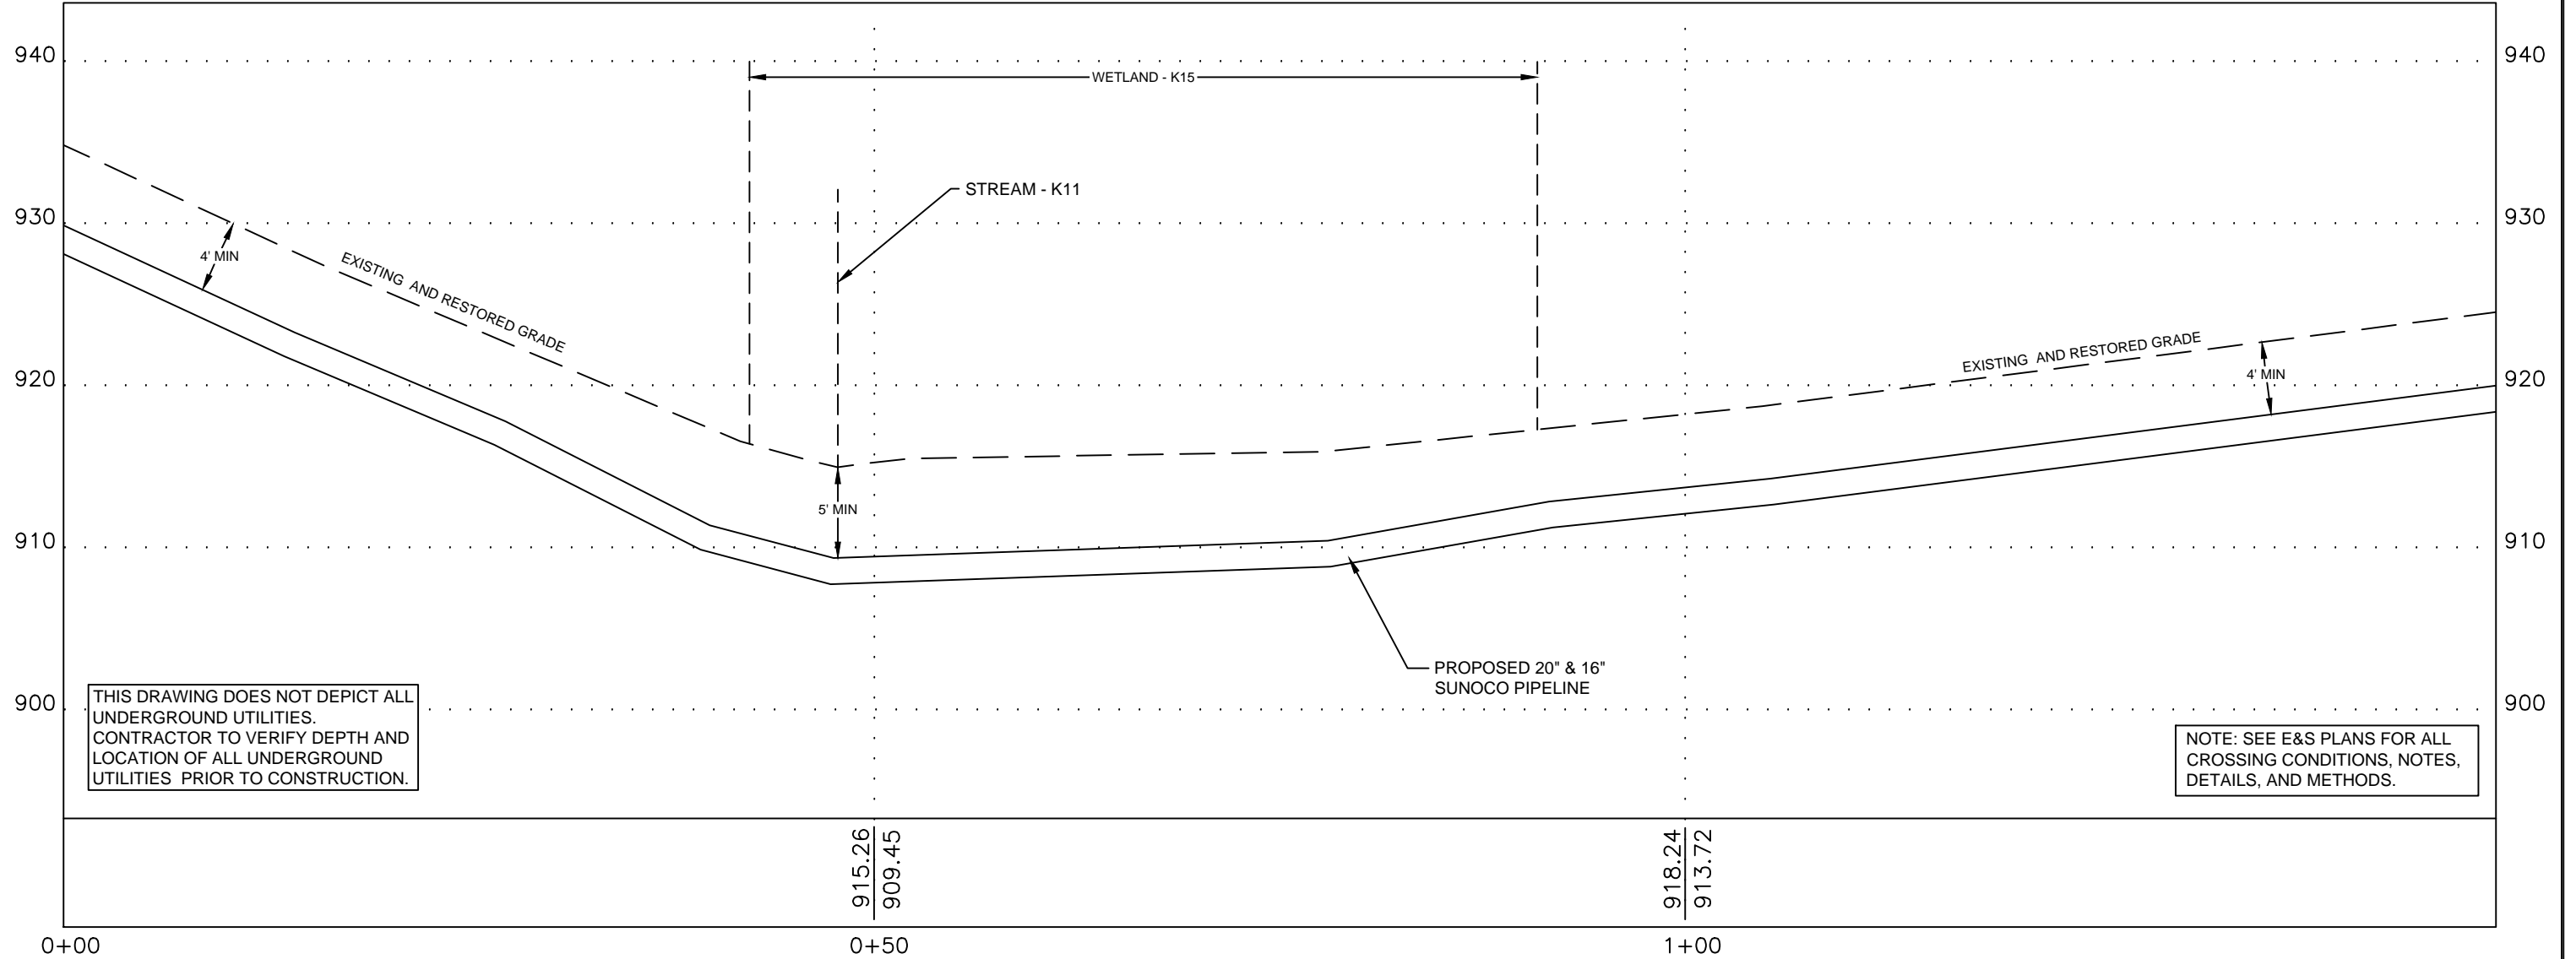 940
940
WETLAND - K15
STREAM - K11
930
930
4' MIN
EXISTING  AND RESTORED GRADE
EXISTING  AND RESTORED GRADE
920
4' MIN
920
5' MIN
910
910
PROPOSED 20" & 16"
SUNOCO PIPELINE
900
900
THIS DRAWING DOES NOT DEPICT ALL
UNDERGROUND UTILITIES.
CONTRACTOR TO VERIFY DEPTH AND
LOCATION OF ALL UNDERGROUND
UTILITIES  PRIOR TO CONSTRUCTION.
NOTE: SEE E&S PLANS FOR ALL
CROSSING CONDITIONS, NOTES,
DETAILS, AND METHODS.
915.26
909.45
918.24
913.72
0+00
0+50
1+00